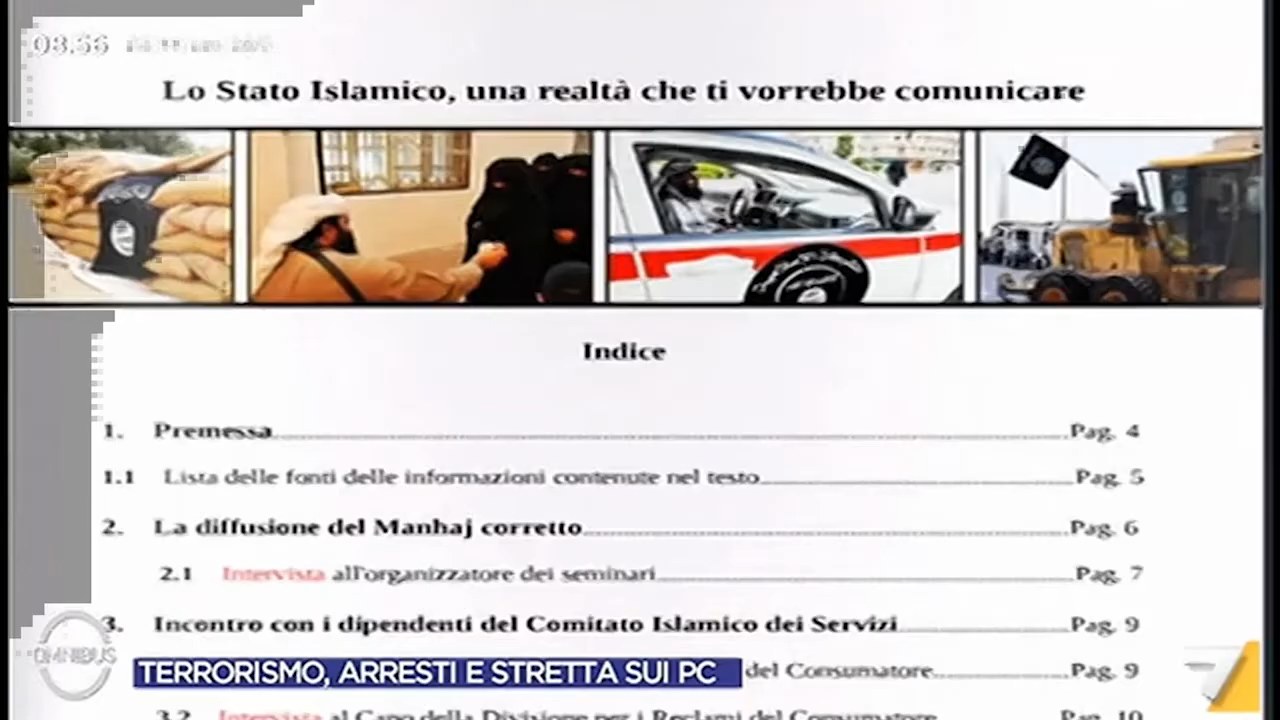 08.56
Lo Stato Islamico, una realtà che ti vorrebbe comunicare
Indice
1. Premessa Pag. 4
1.1 Lista delle fonti delle informazioni contenute nel testo Pag. 5
2. La diffusione del Manhaj corretto Pag. 6
2.1 Intervista all'organizzatore dei seminari Pag. 7
3. Incontro con i dipendenti del Comitato Islamico dei Servizi Pag. 9
del Consumatore Pag. 9
3.2 Intervista al Capo della Divisione per i Reclami del Consumatore Pag. 10
OMNIBUS
TERRORISMO, ARRESTI E STRETTA SUI PC